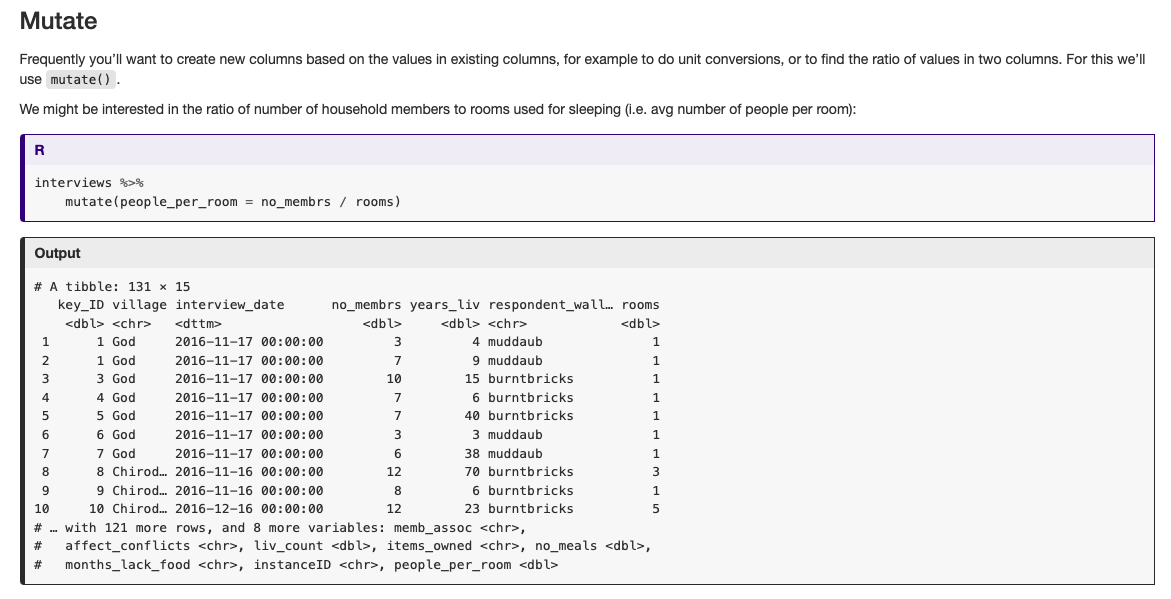 Mutate
Frequently you’ll want to create new columns based on the values in existing columns, for example to do unit conversions, or to find the ratio of values in two columns. For this we’ll
use mutate() .
We might be interested in the ratio of number of household members to rooms used for sleeping (i.e. avg number of people per room):
R
interviews %>%
    mutate(people_per_room = no_membrs / rooms)
Output
# A tibble: 131 × 15
   key_ID village interview_date      no_membrs years_liv respondent_wall… rooms
    <dbl> <chr>   <dttm>                  <dbl>     <dbl> <chr>            <dbl>
 1      1 God     2016-11-17 00:00:00         3         4 muddaub              1
 2      1 God     2016-11-17 00:00:00         7         9 muddaub              1
 3      3 God     2016-11-17 00:00:00        10        15 burntbricks          1
 4      4 God     2016-11-17 00:00:00         7         6 burntbricks          1
 5      5 God     2016-11-17 00:00:00         7        40 burntbricks          1
 6      6 God     2016-11-17 00:00:00         3         3 muddaub              1
 7      7 God     2016-11-17 00:00:00         6        38 muddaub              1
 8      8 Chirod… 2016-11-16 00:00:00        12        70 burntbricks          3
 9      9 Chirod… 2016-11-16 00:00:00         8         6 burntbricks          1
10     10 Chirod… 2016-12-16 00:00:00        12        23 burntbricks          5
# … with 121 more rows, and 8 more variables: memb_assoc <chr>,
#   affect_conflicts <chr>, liv_count <dbl>, items_owned <chr>, no_meals <dbl>,
#   months_lack_food <chr>, instanceID <chr>, people_per_room <dbl>